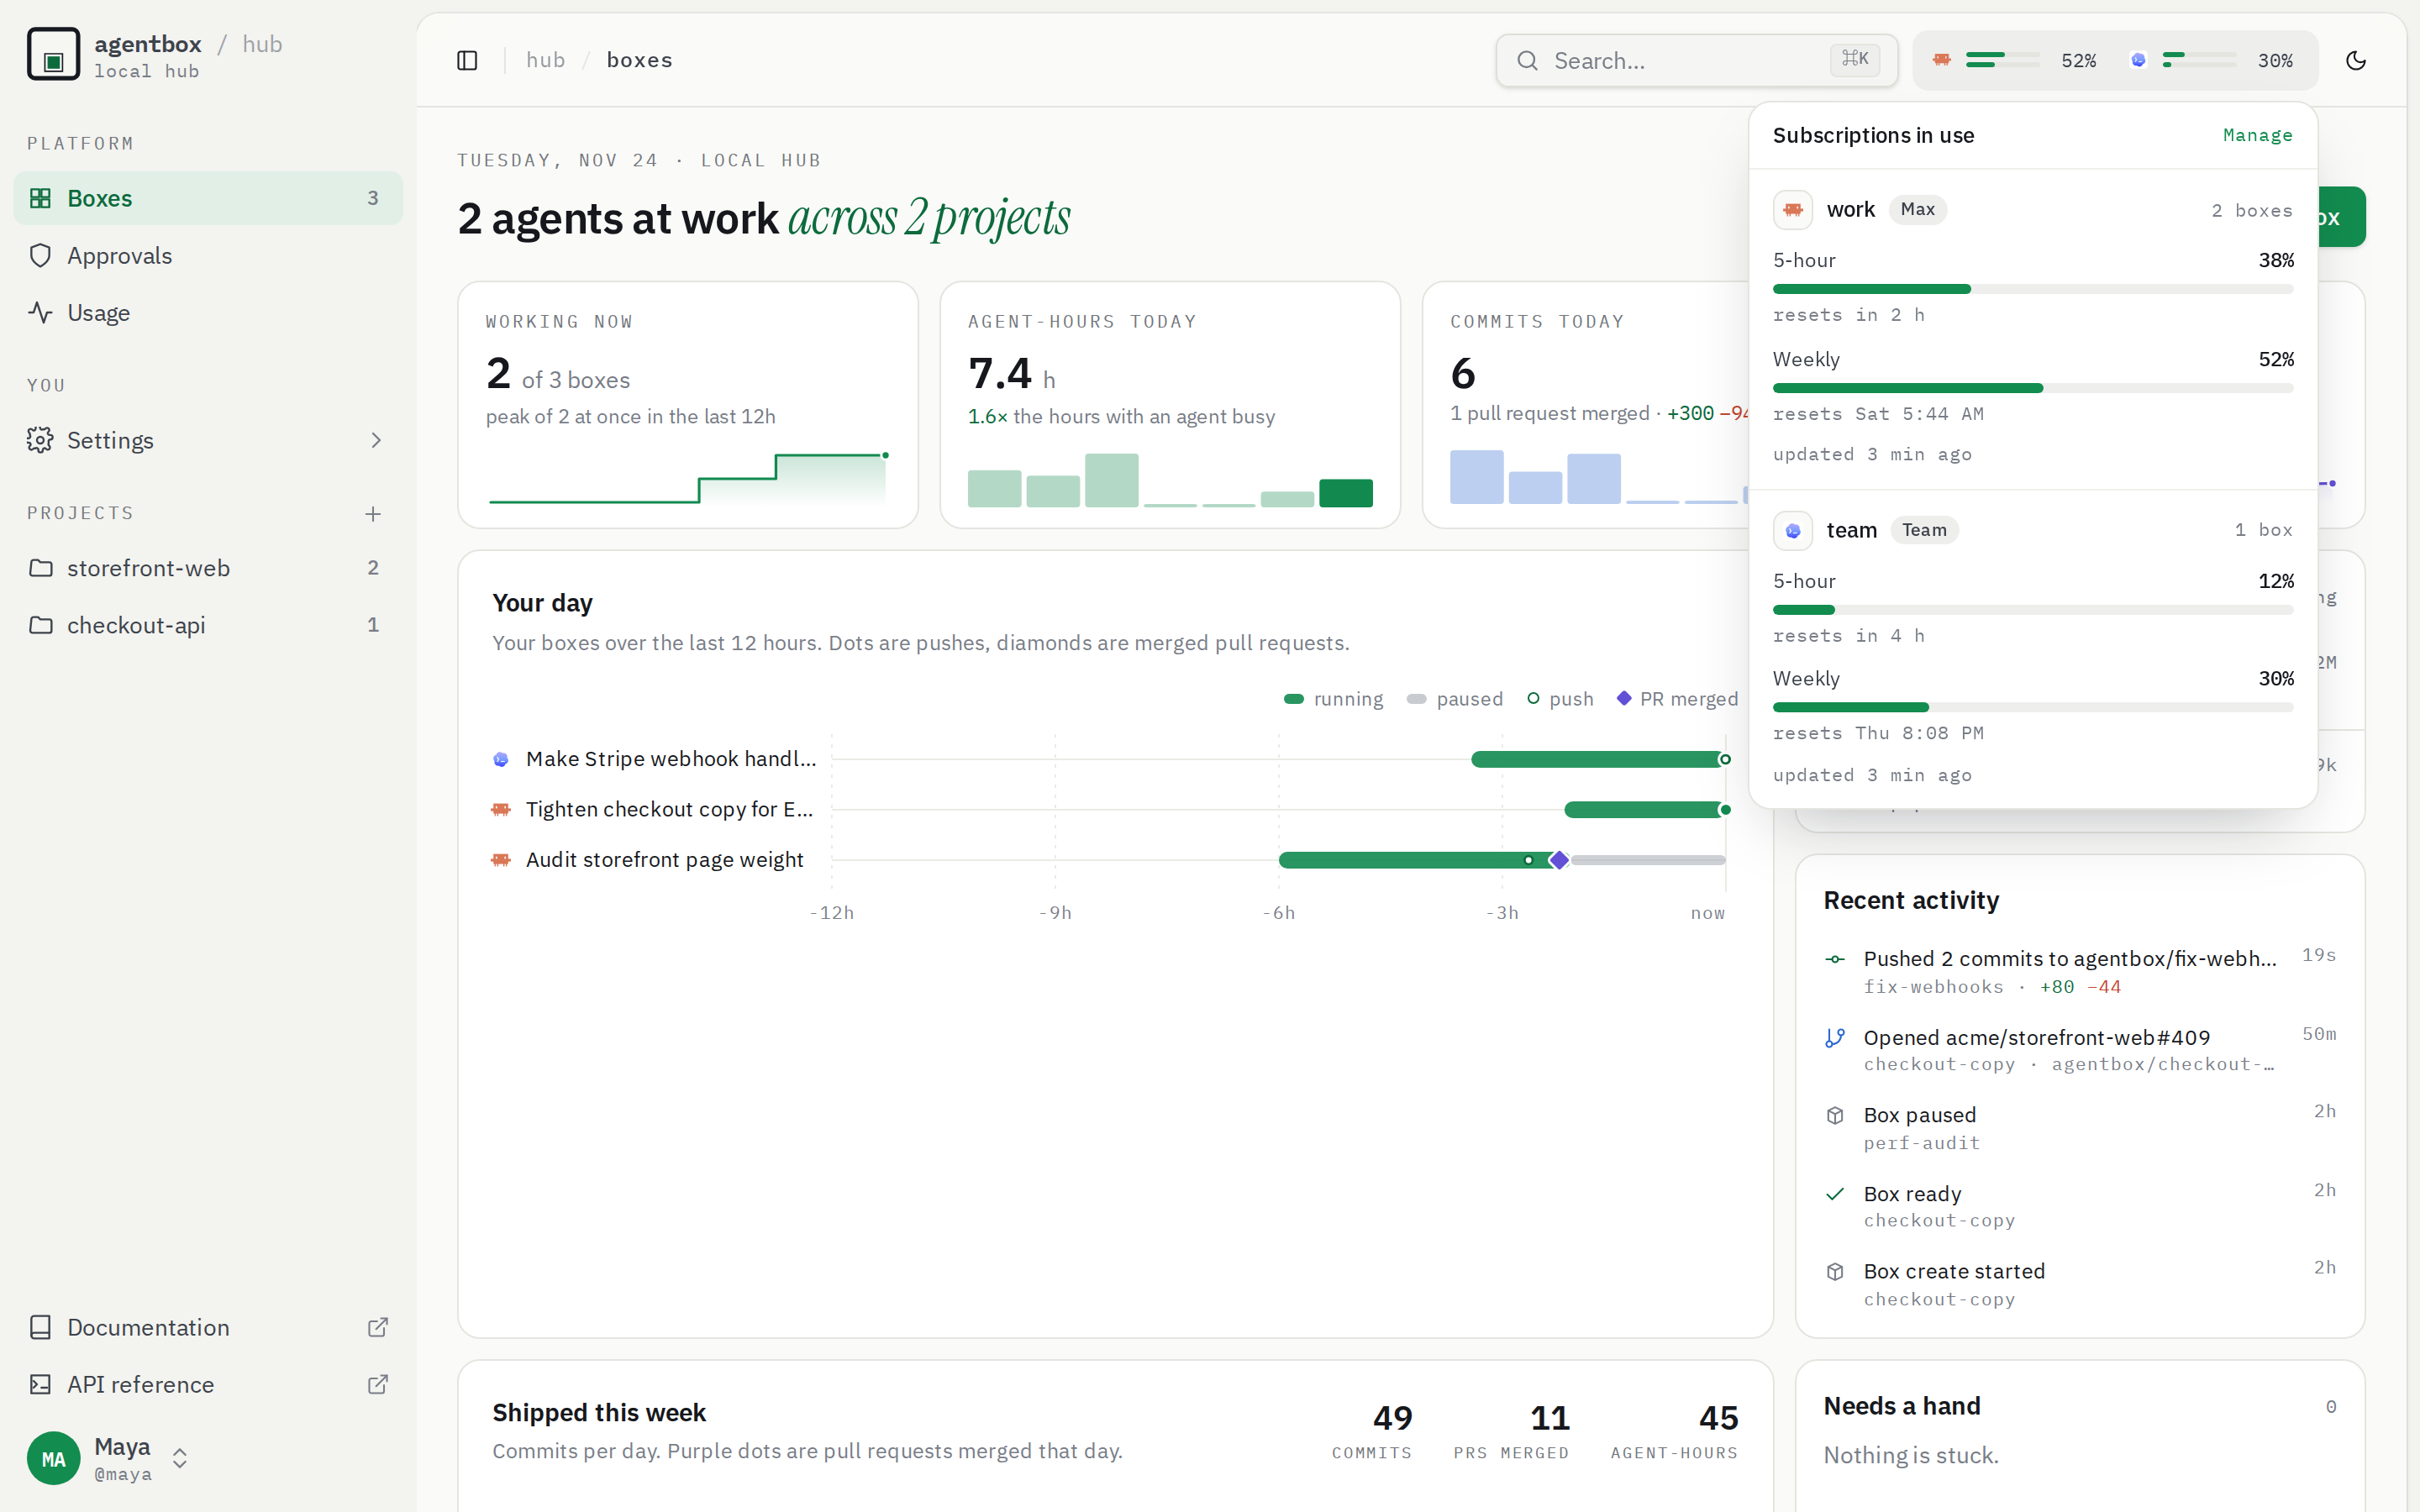 agentbox / hub
local hub
PLATFORM
Boxes 3
Approvals
Usage
YOU
Settings
PROJECTS
storefront-web 2
checkout-api 1
Documentation
API reference
MA
Maya
@maya
hub / boxes
Search... ⌘K
52%
30%
TUESDAY, NOV 24 · LOCAL HUB
2 agents at work across 2 projects
WORKING NOW
2 of 3 boxes
peak of 2 at once in the last 12h
AGENT-HOURS TODAY
7.4 h
1.6× the hours with an agent busy
COMMITS TODAY
6
1 pull request merged · +300 −94
Subscriptions in use
Manage
work Max 2 boxes
5-hour 38%
resets in 2 h
Weekly 52%
resets Sat 5:44 AM
updated 3 min ago
team Team 1 box
5-hour 12%
resets in 4 h
Weekly 30%
resets Thu 8:08 PM
updated 3 min ago
Your day
Your boxes over the last 12 hours. Dots are pushes, diamonds are merged pull requests.
running paused push PR merged
Make Stripe webhook handl...
Tighten checkout copy for E...
Audit storefront page weight
-12h -9h -6h -3h now
Recent activity
Pushed 2 commits to agentbox/fix-webh... 19s
fix-webhooks · +80 −44
Opened acme/storefront-web#409 50m
checkout-copy · agentbox/checkout-...
Box paused 2h
perf-audit
Box ready 2h
checkout-copy
Box create started 2h
checkout-copy
Shipped this week
Commits per day. Purple dots are pull requests merged that day.
49 11 45
COMMITS PRS MERGED AGENT-HOURS
Needs a hand 0
Nothing is stuck.